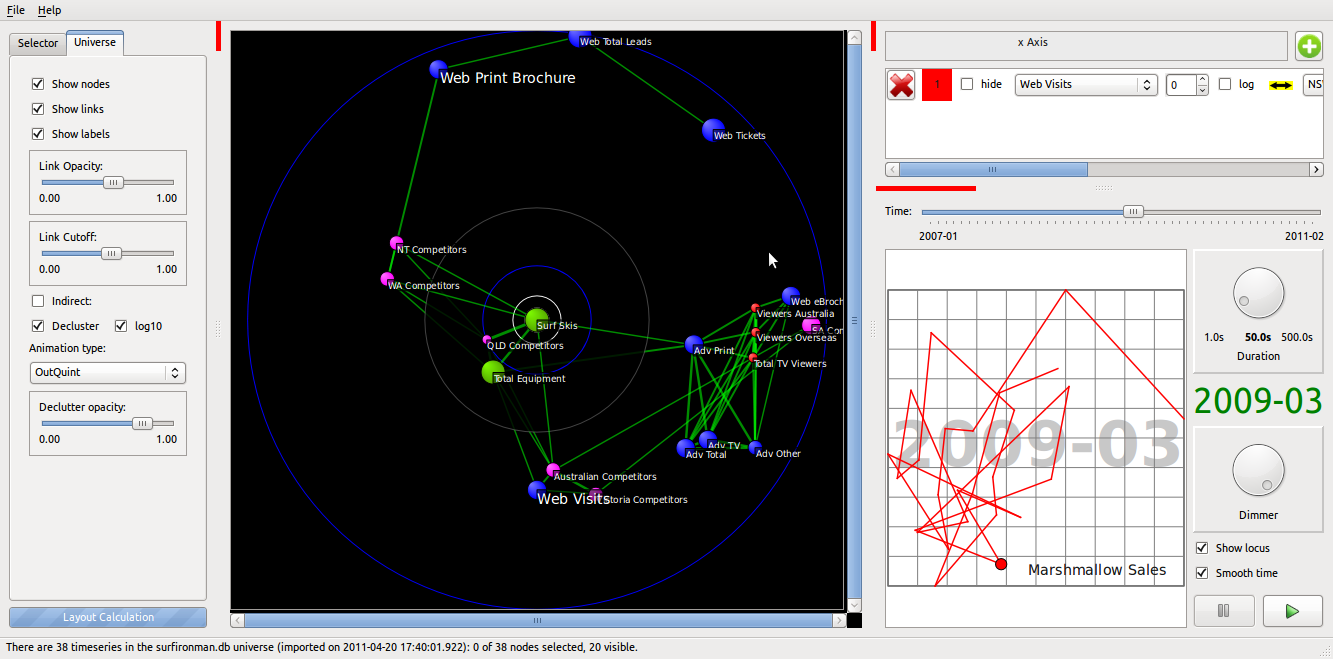 File Help
Selector Universe
Show nodes
Show links
Show labels
Link Opacity:
0.00 1.00
Link Cutoff:
0.00 1.00
Indirect:
Decluster log10
Animation type:
OutQuint
Declutter opacity:
0.00 1.00
Layout Calculation
Web Total Leads
Web Print Brochure
Web Tickets
NT Competitors
WA Competitors
Web eBroch
Viewers Australia
Surf Skis
SA Con
Viewers Overseas
QLD Competitors
Adv Print
Total TV Viewers
Total Equipment
Adv TV
Adv Total
Adv Other
Australian Competitors
Web Visits
toria Competitors
x Axis
1 hide Web Visits 0 log NS
Time:
2007-01 2011-02
2009-03
Marshmallow Sales
1.0s 50.0s 500.0s
Duration
2009-03
Dimmer
Show locus
Smooth time
There are 38 timeseries in the surfironman.db universe (imported on 2011-04-20 17:40:01.922): 0 of 38 nodes selected, 20 visible.